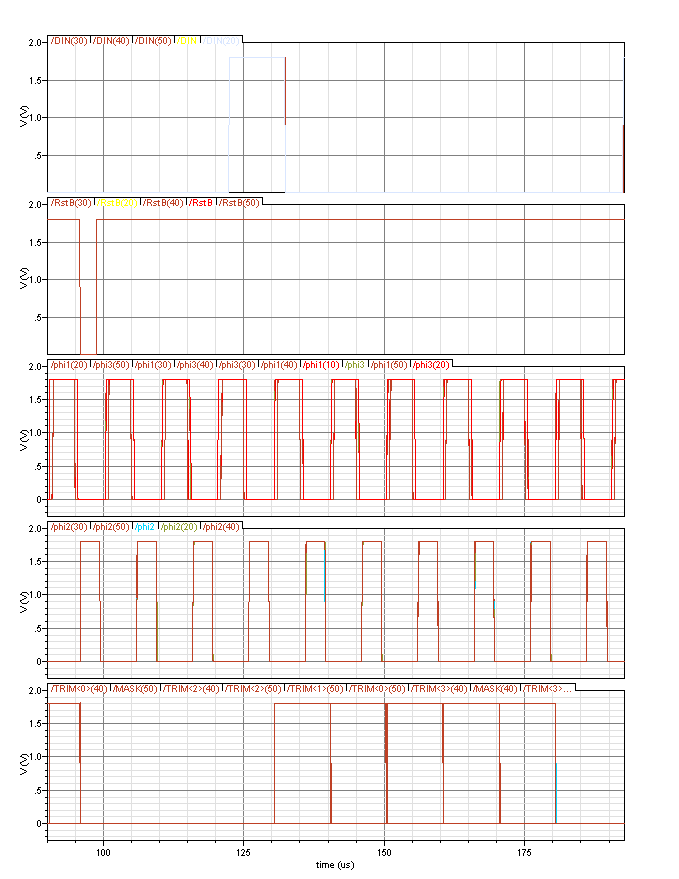 /DIN(30) /DIN(40) /DIN(50) /DIN /DIN(20)
2.0
1.5
1.0
.5
V (V)
/RstB(30) /RstB(20) /RstB(40) /RstB /RstB(50)
2.0
1.5
1.0
.5
V (V)
/phi1(20) /phi3(50) /phi1(30) /phi3(40) /phi3(30) /phi1(40) /phi1(10) /phi3 /phi1(50) /phi3(20)
2.0
1.5
1.0
.5
0
V (V)
/phi2(30) /phi2(50) /phi2 /phi2(20) /phi2(40)
2.0
1.5
1.0
.5
0
V (V)
/TRIM<0>(40) /MASK(50) /TRIM<2>(40) /TRIM<2>(50) /TRIM<1>(50) /TRIM<0>(50) /TRIM<3>(40) /MASK(40) /TRIM<3>...
2.0
1.5
1.0
.5
0
V (V)
100 125 150 175
time (us)